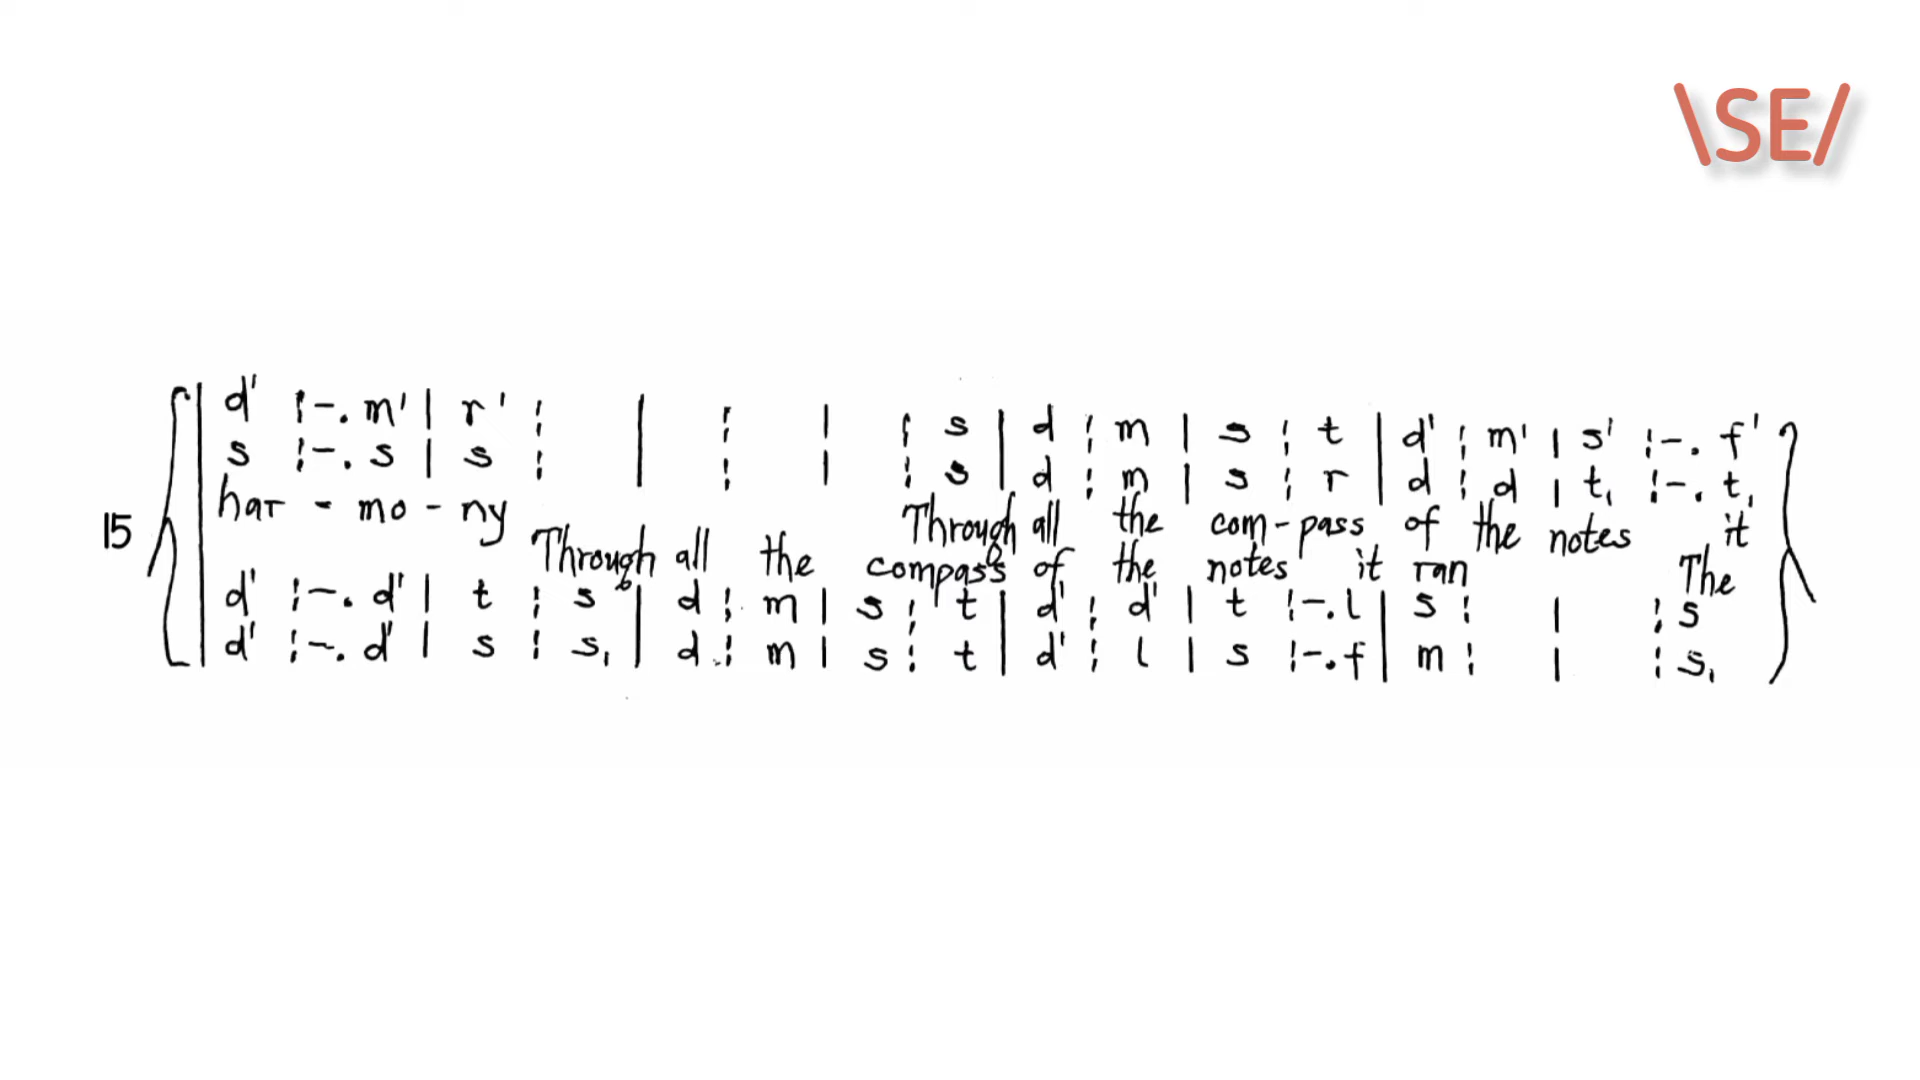 \SE/
d' :-. m' | r' : | : | : s | d : m | s : t | d' : m' | s' :-. f'
s :-. s | s : | : | : s | d : m | s : r | d : d | t, :-. t,
har - mo - ny Through all the com-pass of the notes it
15
Through all the compass of the notes it ran The
d' :-. d' | t : s | d : m | s : t | d' : d' | t :-. l | s : | : s
d' :-. d' | s : s, | d : m | s : t | d' : l | s :-. f | m : | : s,